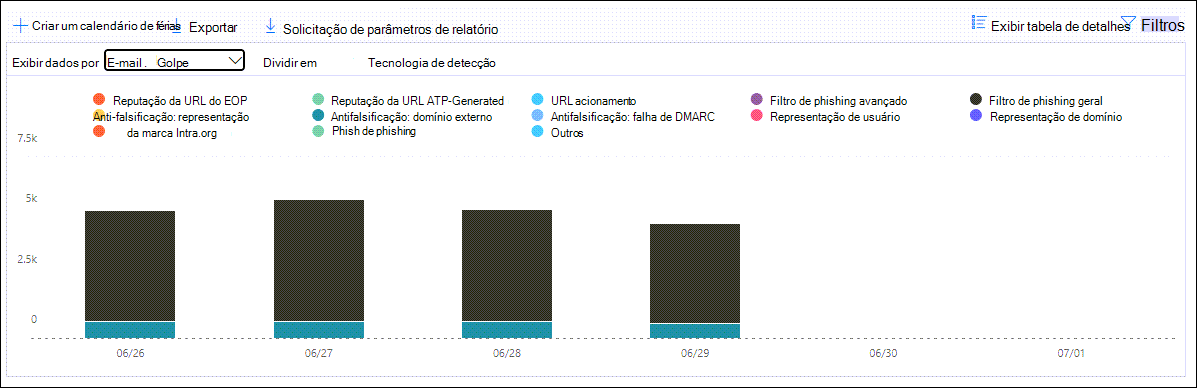 Criar um calendário de férias Exportar Solicitação de parâmetros de relatório Exibir tabela de detalhes Filtros
Exibir dados por E-mail . Golpe Dividir em Tecnologia de detecção
Reputação da URL do EOP Reputação da URL ATP-Generated URL acionamento Filtro de phishing avançado Filtro de phishing geral
Anti-falsificação: representação Antifalsificação: domínio externo Antifalsificação: falha de DMARC Representação de usuário Representação de domínio
da marca Intra.org Phish de phishing Outros
7.5k
5k
2.5k
0
06/26 06/27 06/28 06/29 06/30 07/01